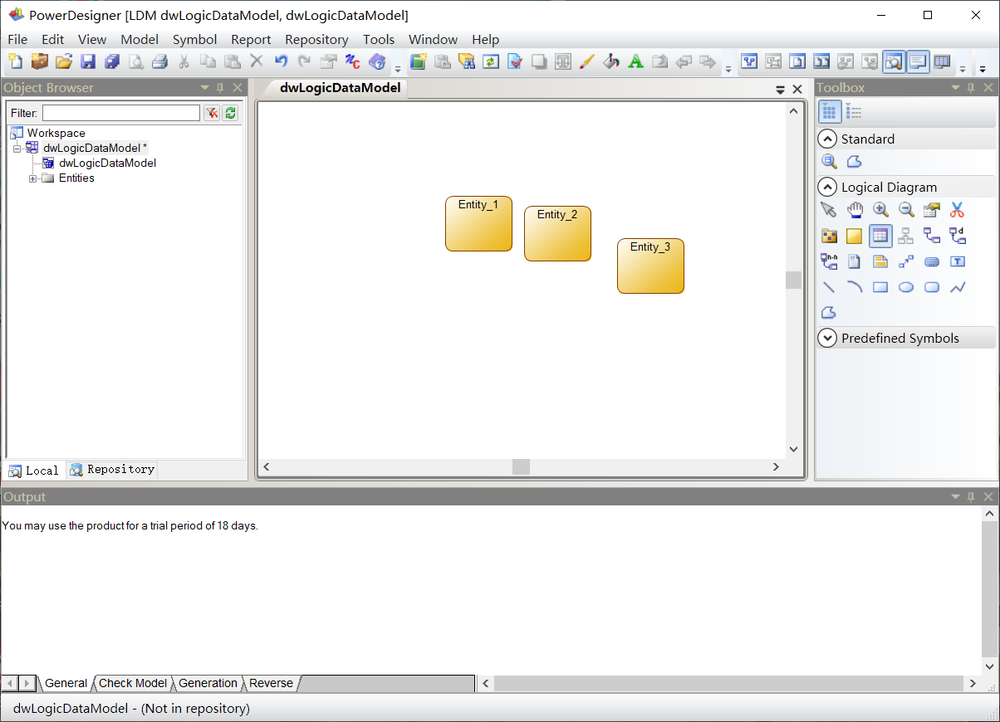 PowerDesigner [LDM dwLogicDataModel, dwLogicDataModel]
File Edit View Model Symbol Report Repository Tools Window Help
Object Browser
Filter:
Workspace
dwLogicDataModel *
dwLogicDataModel
Entities
Local Repository
dwLogicDataModel
Entity_1
Entity_2
Entity_3
Toolbox
Standard
Logical Diagram
Predefined Symbols
Output
You may use the product for a trial period of 18 days.
General Check Model Generation Reverse
dwLogicDataModel - (Not in repository)